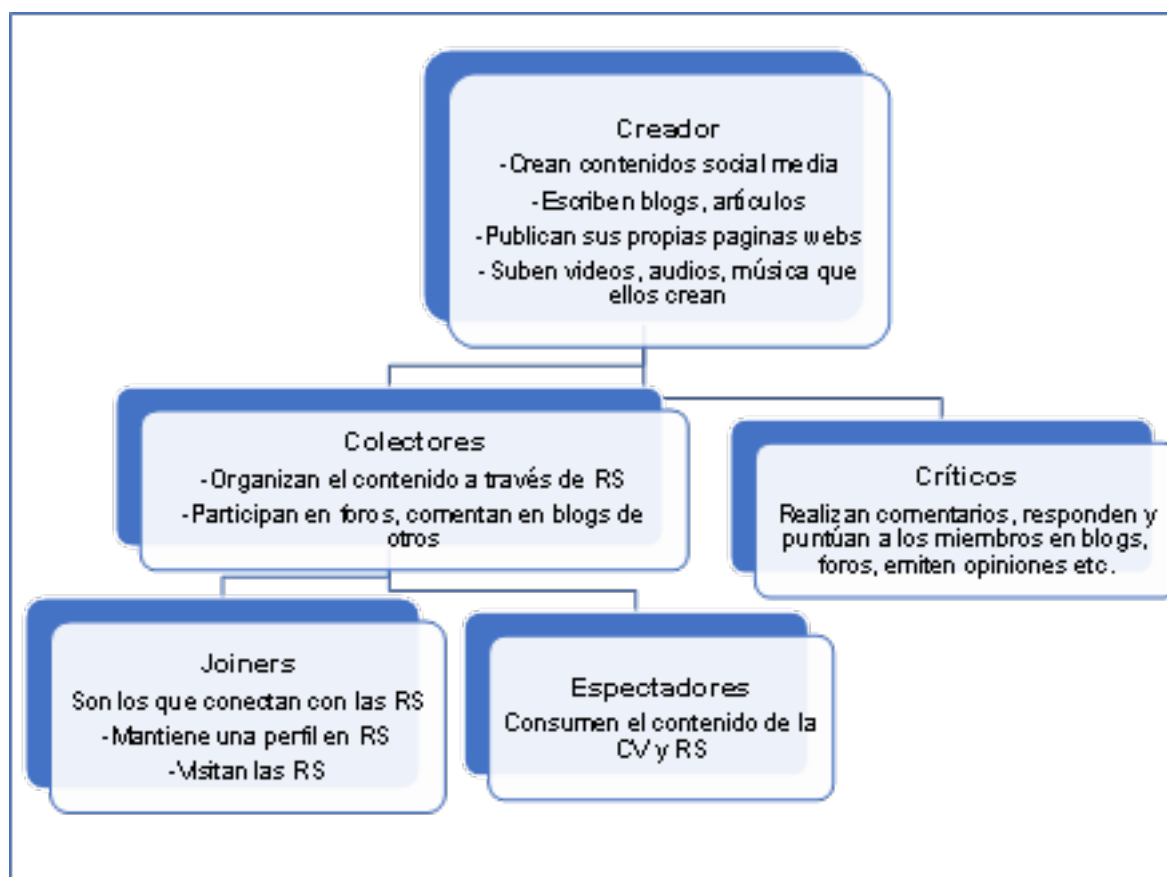 Creador
-Crean contenidos social media
-Escriben blogs, artículos
-Publican sus propias paginas webs
- Suben videos, audios, música que
ellos crean
Colectores
-Organizan el contenido a través de RS
-Participan en foros, comentan en blogs de
otros
Críticos
Realizan comentarios, responden y
puntúan a los miembros en blogs,
foros, emiten opiniones etc.
Joiners
Son los que conectan con las RS
-Mantiene una perfil en RS
-Visitan las RS
Espectadores
Consumen el contenido de la
CV y RS